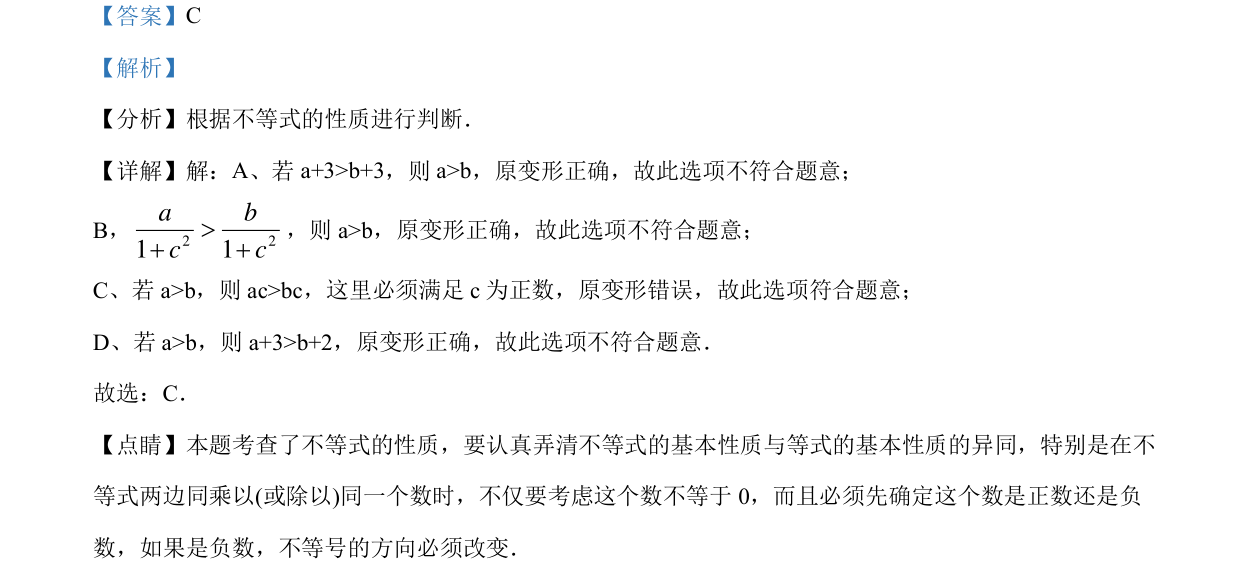 【答案】C
【解析】
【分析】根据不等式的性质进行判断．
【详解】解：A、若 a+3>b+3，则 a>b，原变形正确，故此选项不符合题意；
B，$\frac{a}{1+c^2} > \frac{b}{1+c^2}$，则 a>b，原变形正确，故此选项不符合题意；
C、若 a>b，则 ac>bc，这里必须满足 c 为正数，原变形错误，故此选项符合题意；
D、若 a>b，则 a+3>b+2，原变形正确，故此选项不符合题意．
故选：C．
【点睛】本题考查了不等式的性质，要认真弄清不等式的基本性质与等式的基本性质的异同，特别是在不
等式两边同乘以(或除以)同一个数时，不仅要考虑这个数不等于 0，而且必须先确定这个数是正数还是负
数，如果是负数，不等号的方向必须改变．